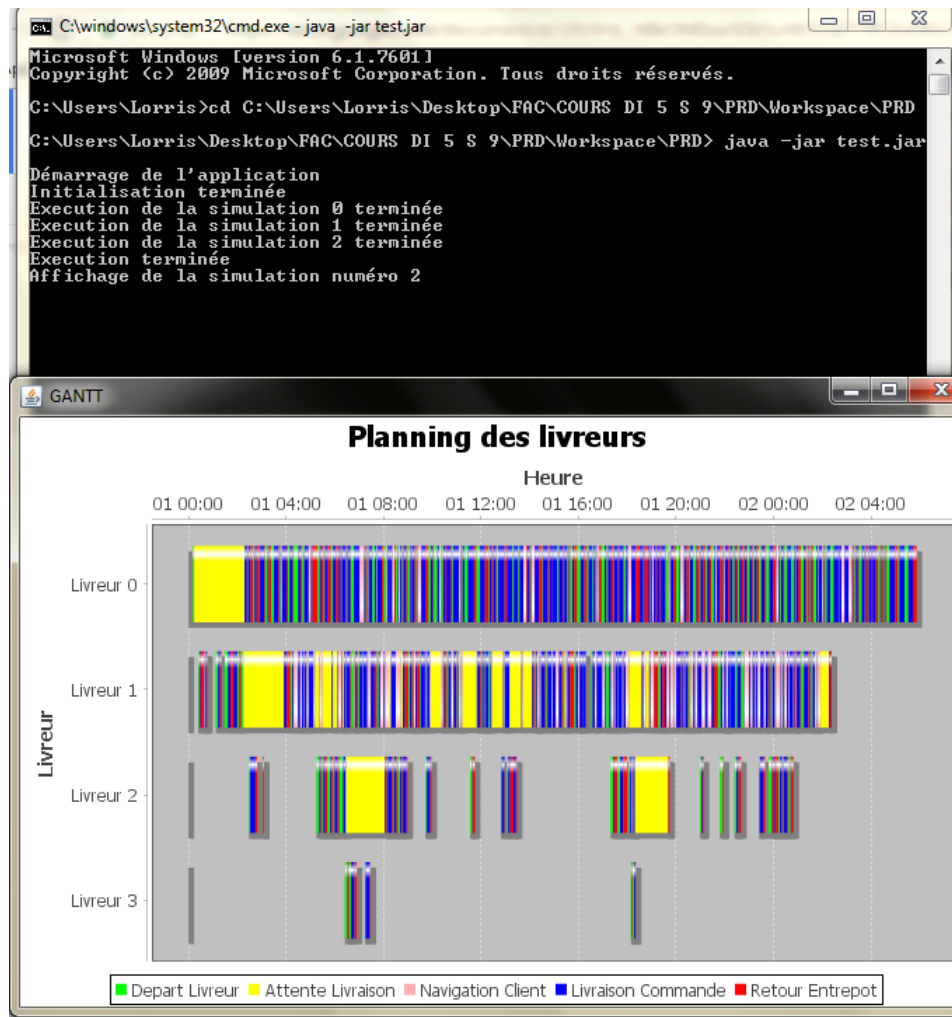 C:\windows\system32\cmd.exe - java -jar test.jar
Microsoft Windows [version 6.1.7601]
Copyright (c) 2009 Microsoft Corporation. Tous droits réservés.
C:\Users\Lorris>cd C:\Users\Lorris\Desktop\FAC\COURS DI 5 S 9\PRD\Workspace\PRD
C:\Users\Lorris\Desktop\FAC\COURS DI 5 S 9\PRD\Workspace\PRD> java -jar test.jar
Démarrage de l'application
Initialisation terminée
Execution de la simulation 0 terminée
Execution de la simulation 1 terminée
Execution de la simulation 2 terminée
Execution terminée
Affichage de la simulation numéro 2
GANTT
Planning des livreurs
Heure
01 00:00 01 04:00 01 08:00 01 12:00 01 16:00 01 20:00 02 00:00 02 04:00
Livreur
Livreur 0
Livreur 1
Livreur 2
Livreur 3
Depart Livreur Attente Livraison Navigation Client Livraison Commande Retour Entrepot